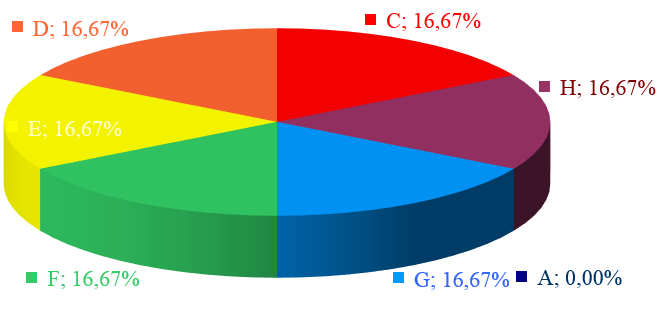 C; 16,67%
D; 16,67%
H; 16,67%
E; 16,67%
F; 16,67%
G; 16,67%
A; 0,00%